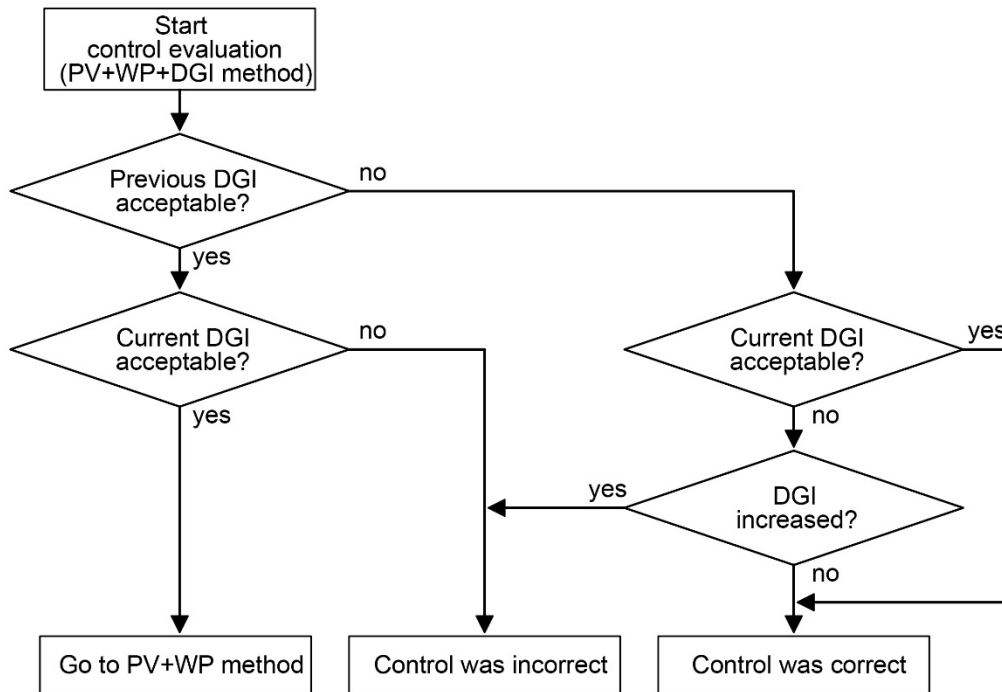 Start
control evaluation
(PV+WP+DGI method)
Previous DGI
acceptable?
no
yes
Current DGI
acceptable?
no
yes
Current DGI
acceptable?
yes
no
DGI
increased?
yes
no
Go to PV+WP method
Control was incorrect
Control was correct